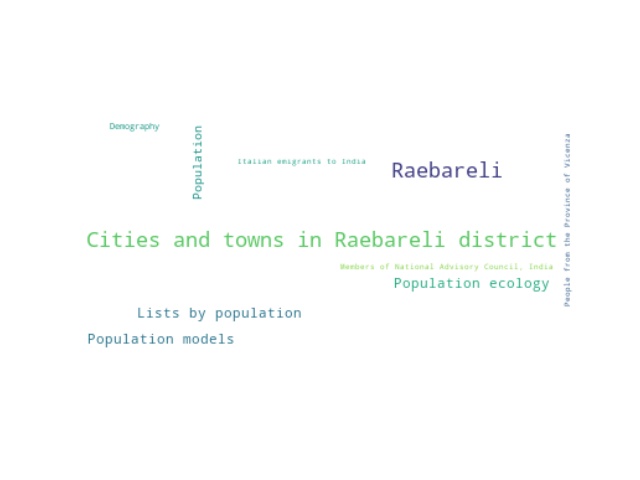 Demography
Population
Italian emigrants to India
Raebareli
People from the Province of Vicenza
Cities and towns in Raebareli district
Members of National Advisory Council, India
Population ecology
Lists by population
Population models